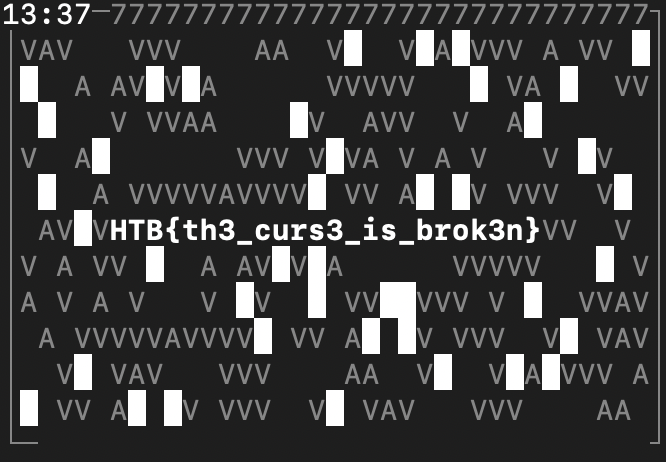 13:37 777777777777777777777777777777
VAV   VVV    AA  V█  V█A█VVV A VV █
█  A AV█V█A      VVVVV   █ VA █  VV
 █   V VVAA    █V  AVV  V  A█
V  A█       VVV V█VA V A V   V █V
 █  A VVVVVAVVVV█ VV A█ █V VVV  V█
 AV█VHTB{th3_curs3_is_brok3n}VV  V
V A VV █  A AV█V█A      VVVVV   █ V
A V A V   V █V  █ VV██VVV V █  VVAV
 A VVVVVAVVVV█ VV A█ █V VVV  V█ VAV
  V█ VAV   VVV    AA  V█  V█A█VVV A
█ VV A█ █V VVV  V█ VAV   VVV    AA